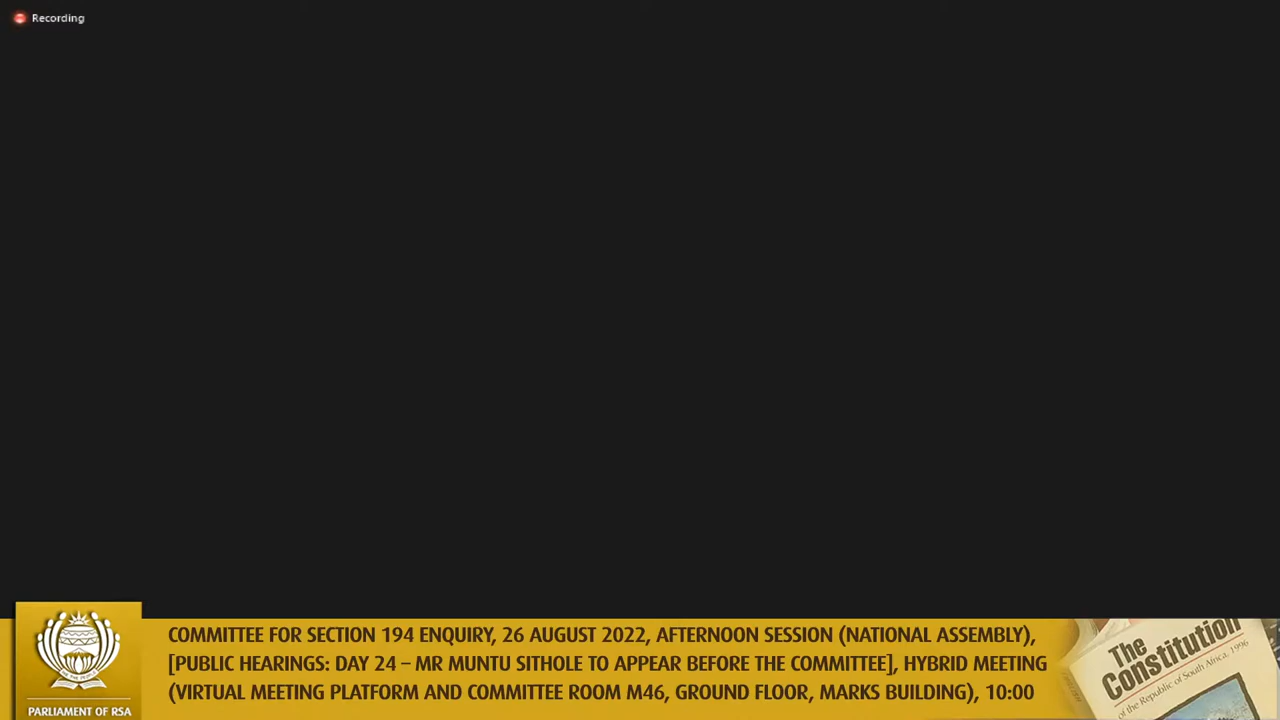 Recording
COMMITTEE FOR SECTION 194 ENQUIRY, 26 AUGUST 2022, AFTERNOON SESSION (NATIONAL ASSEMBLY),
[PUBLIC HEARINGS: DAY 24 – MR MUNTU SITHOLE TO APPEAR BEFORE THE COMMITTEE], HYBRID MEETING
(VIRTUAL MEETING PLATFORM AND COMMITTEE ROOM M46, GROUND FLOOR, MARKS BUILDING), 10:00
PARLIAMENT OF RSA
The
Constitution
of the Republic of South Africa, 1996